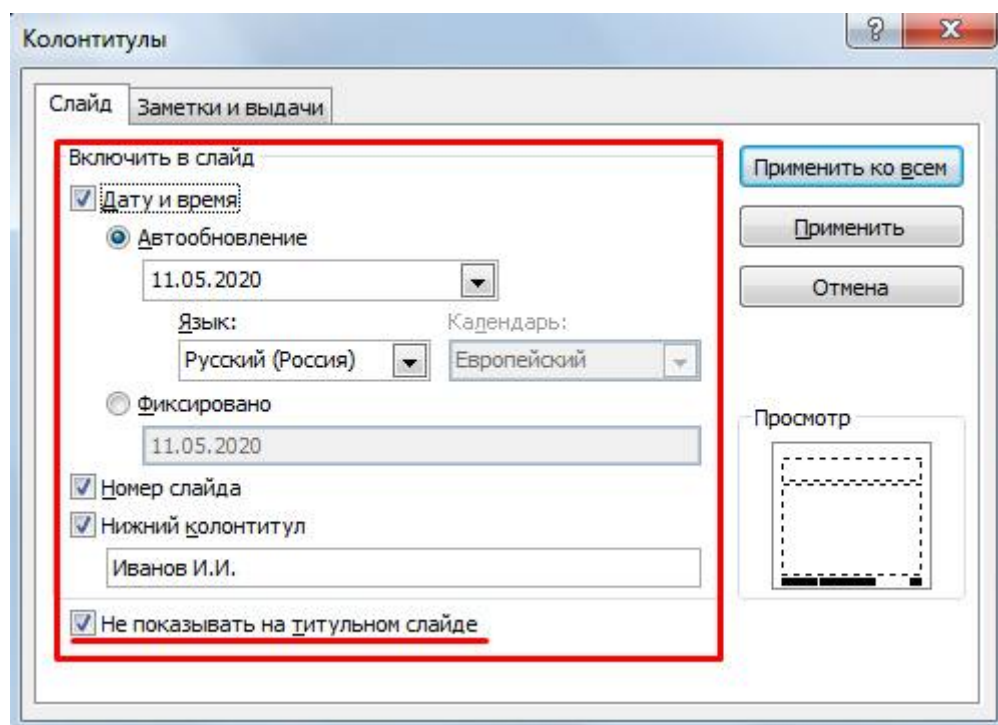 Колонтитулы
Слайд
Заметки и выдачи
Включить в слайд
Дату и время
Автообновление
11.05.2020
Язык:
Календарь:
Русский (Россия)
Европейский
Фиксировано
11.05.2020
Номер слайда
Нижний колонтитул
Иванов И.И.
Не показывать на титульном слайде
Применить ко всем
Применить
Отмена
Просмотр